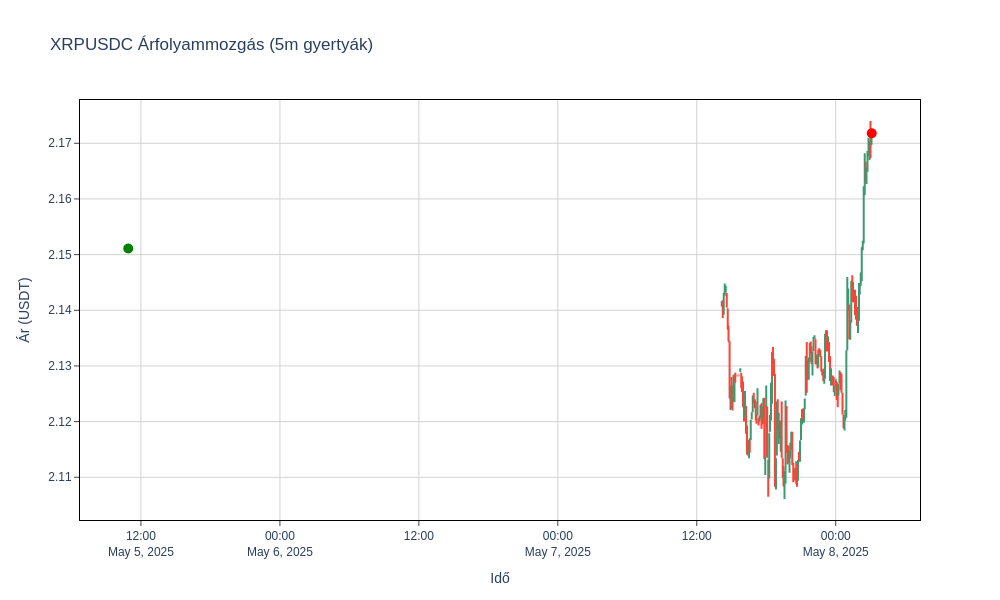 XRPUSDC Árfolyammozgás (5m gyertyák)
Ár (USDT)
2.17
2.16
2.15
2.14
2.13
2.12
2.11
12:00 00:00 12:00 00:00 12:00 00:00
May 5, 2025 May 6, 2025 May 7, 2025 May 8, 2025
Idő